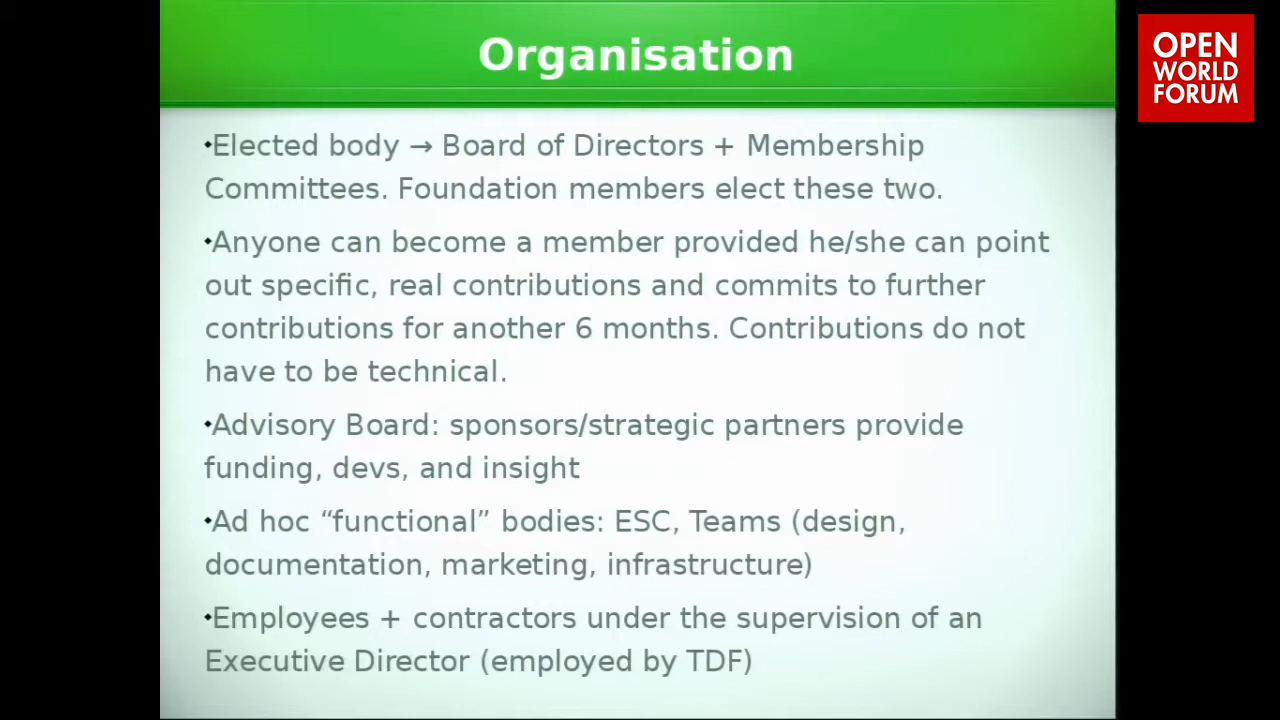 Organisation
OPEN
WORLD
FORUM
•Elected body → Board of Directors + Membership
Committees. Foundation members elect these two.
•Anyone can become a member provided he/she can point
out specific, real contributions and commits to further
contributions for another 6 months. Contributions do not
have to be technical.
•Advisory Board: sponsors/strategic partners provide
funding, devs, and insight
•Ad hoc “functional” bodies: ESC, Teams (design,
documentation, marketing, infrastructure)
•Employees + contractors under the supervision of an
Executive Director (employed by TDF)